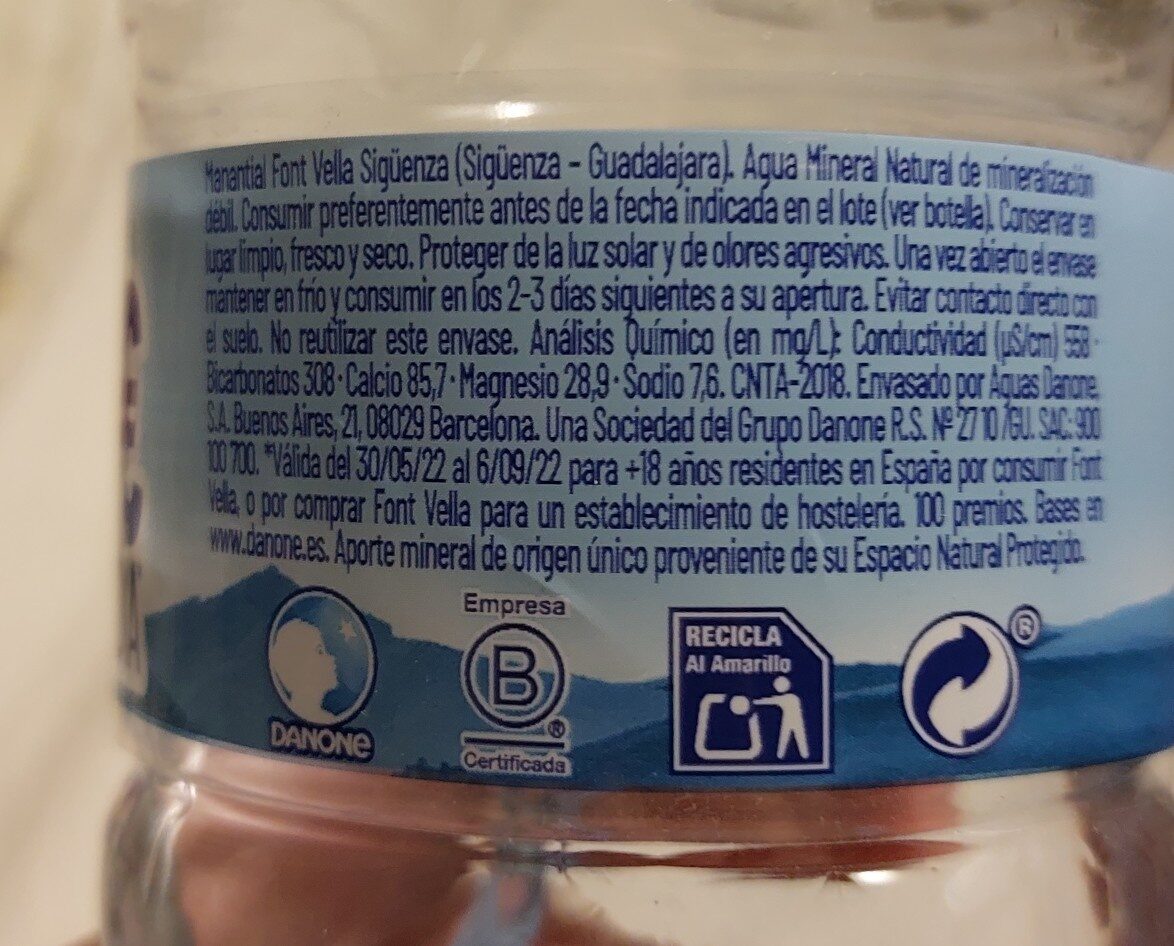 Manantial Font Vella Sigüenza (Sigüenza - Guadalajara). Agua Mineral Natural de mineralización
débil. Consumir preferentemente antes de la fecha indicada en el lote (ver botella). Conservar en
lugar limpio, fresco y seco. Proteger de la luz solar y de olores agresivos. Una vez abierto el envase
mantener en frío y consumir en los 2-3 días siguientes a su apertura. Evitar contacto directo con
el suelo. No reutilizar este envase. Análisis Químico (en mg/L): Conductividad (µS/cm) 558 ·
Bicarbonatos 308 · Calcio 85,7 · Magnesio 28,9 · Sodio 7,6. CNTA-2018. Envasado por Aguas Danone,
S.A. Buenos Aires, 21, 08029 Barcelona. Una Sociedad del Grupo Danone R.S. Nº 27 10 /GU. SAC: 900
100 700. *Válida del 30/05/22 al 6/09/22 para +18 años residentes en España por consumir Font
Vella, o por comprar Font Vella para un establecimiento de hostelería. 100 premios. Bases en
www.danone.es. Aporte mineral de origen único proveniente de su Espacio Natural Protegido.
DANONE
Empresa
B
®
Certificada
RECICLA
Al Amarillo
®